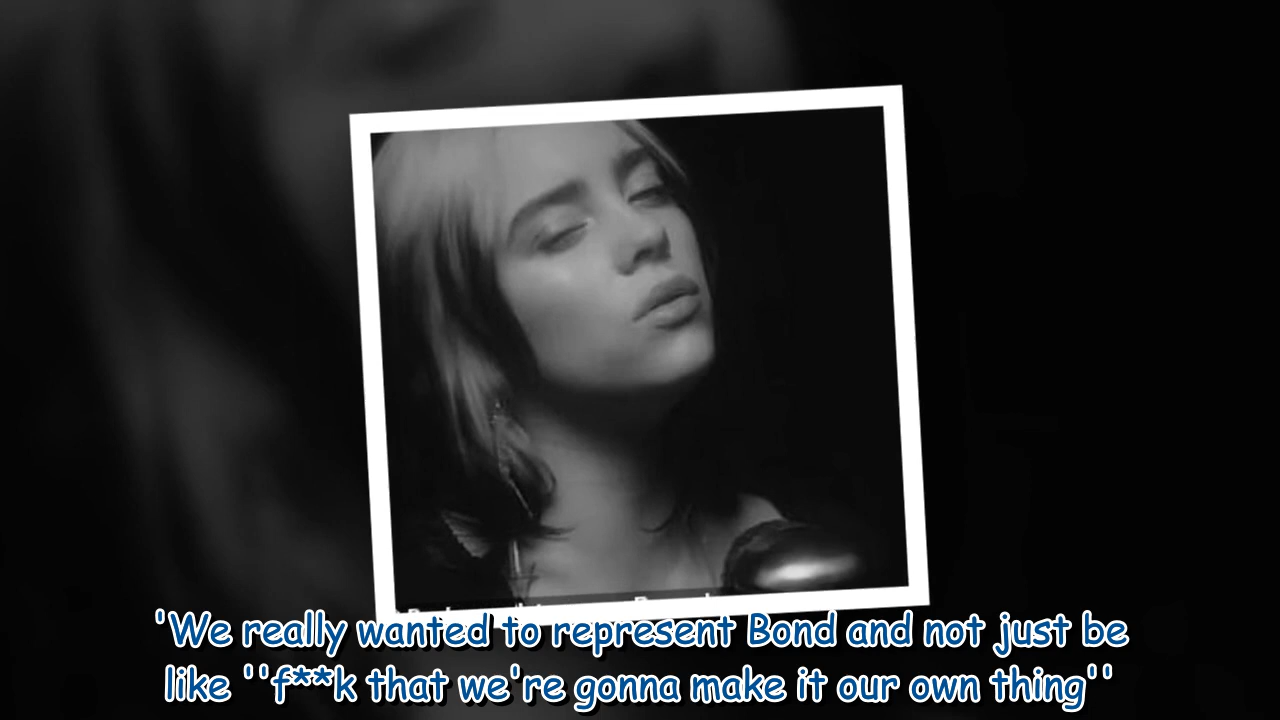 'We really wanted to represent Bond and not just be
like ''f**k that we're gonna make it our own thing''